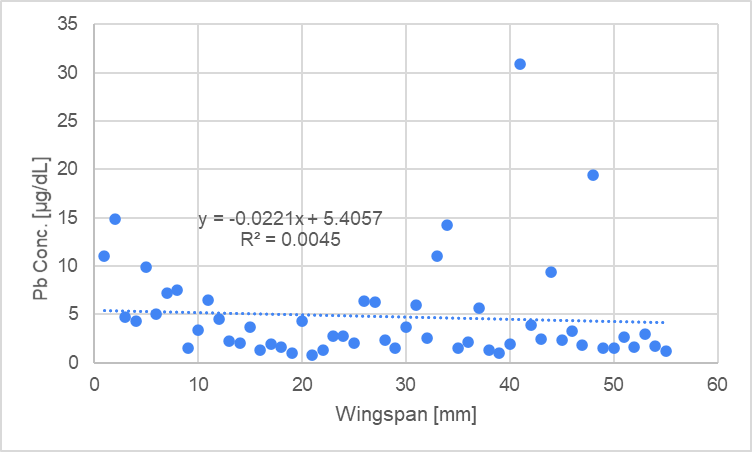 35
30
25
20
15
10
5
0
Pb Conc. [µg/dL]
y = -0.0221x + 5.4057
R² = 0.0045
0 10 20 30 40 50 60
Wingspan [mm]